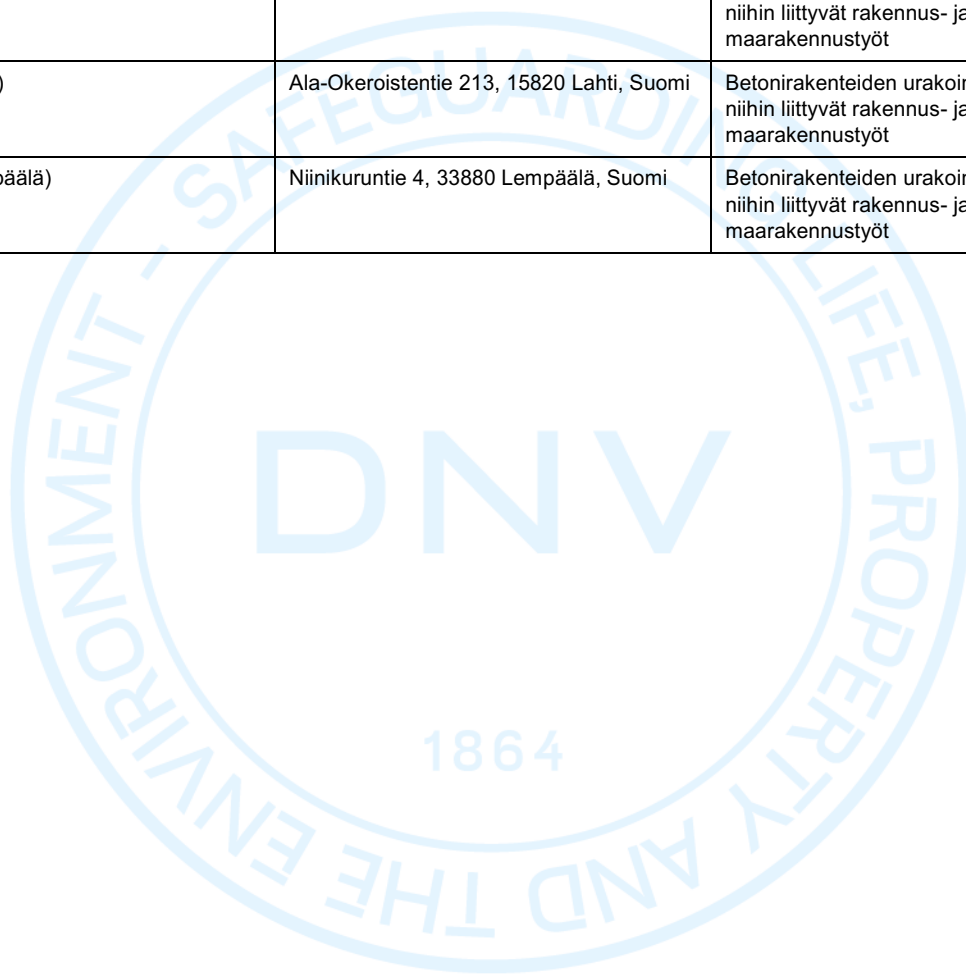 niihin liittyvät rakennus- ja
maarakennustyöt
)
Ala-Okeroistentie 213, 15820 Lahti, Suomi
Betonirakenteiden urakoin
niihin liittyvät rakennus- ja
maarakennustyöt
päälä)
Niinikuruntie 4, 33880 Lempäälä, Suomi
Betonirakenteiden urakoin
niihin liittyvät rakennus- ja
maarakennustyöt
SAFEGUARDING LIFE, PROPERTY AND THE ENVIRONMENT -
DNV
1864